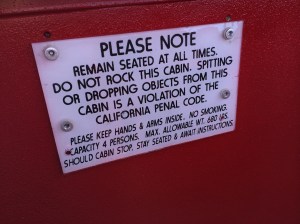 PLEASE NOTE
REMAIN SEATED AT ALL TIMES.
DO NOT ROCK THIS CABIN. SPITTING
OR DROPPING OBJECTS FROM THIS
CABIN IS A VIOLATION OF THE
CALIFORNIA PENAL CODE.
PLEASE KEEP HANDS & ARMS INSIDE. NO SMOKING.
CAPACITY 4 PERSONS. MAX. ALLOWABLE WT. 680 LBS.
SHOULD CABIN STOP, STAY SEATED & AWAIT INSTRUCTIONS.